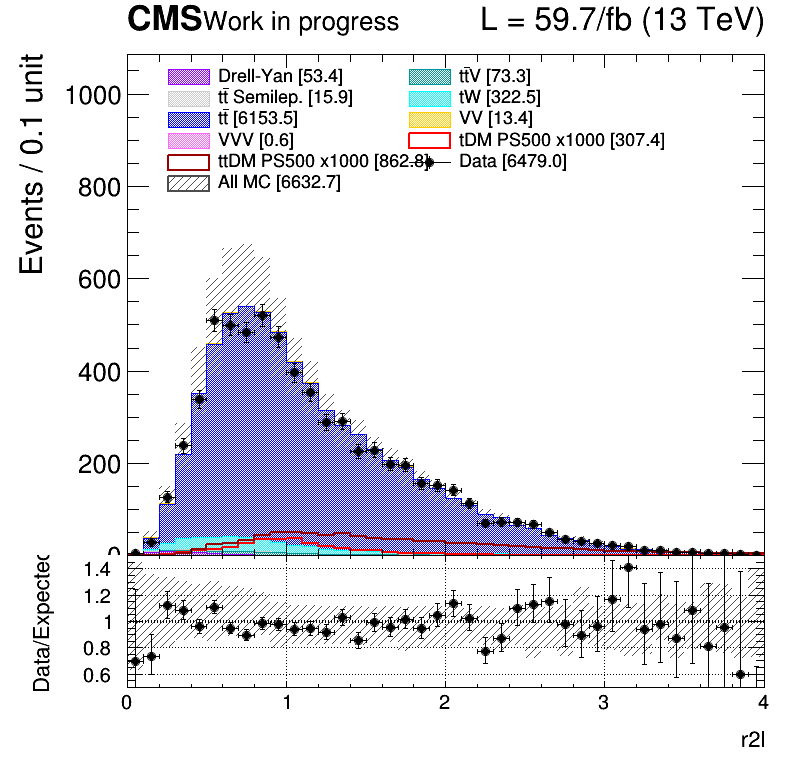 CMS Work in progress L = 59.7/fb (13 TeV)
Events / 0.1 unit
1000
800
600
400
200
0
Drell-Yan [53.4]
tt̄V [73.3]
tt̄ Semilep. [15.9]
tW [322.5]
tt̄ [6153.5]
VV [13.4]
VVV [0.6]
tDM PS500 x1000 [307.4]
ttDM PS500 x1000 [862.8]
Data [6479.0]
All MC [6632.7]
Data/Expected
1.4
1.2
1
0.8
0.6
0 1 2 3 4
r2l